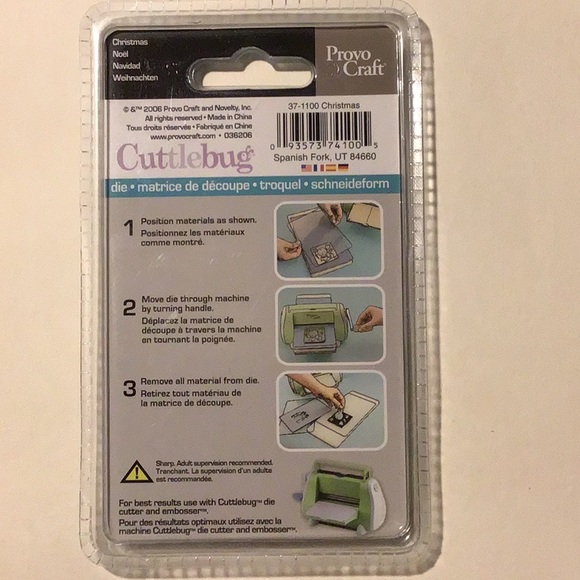 Christmas
Noël
Navidad
Weihnachten
Provo
Craft
© &™ 2006 Provo Craft and Novelty, Inc.
All rights reserved • Made in China
Tous droits réservés • Fabriqué en Chine
www.provocraft.com • 036206
37-1100 Christmas
0 93573 74100 5
Spanish Fork, UT 84660
Cuttlebug
die • matrice de découpe • troquel • schneideform
1 Position materials as shown.
Positionnez les matériaux
comme montré.
2 Move die through machine
by turning handle.
Déplacez la matrice de
découpe à travers la machine
en tournant la poignée.
Provo Craft
3 Remove all material from die.
Retirez tout matériau de
la matrice de découpe.
Sharp. Adult supervision recommended.
Tranchant. La supervision d'un adulte
est recommandée.
For best results use with Cuttlebug™ die
cutter and embosser™.
Pour des résultats optimaux utilisez avec la
machine Cuttlebug™ die cutter and embosser™.